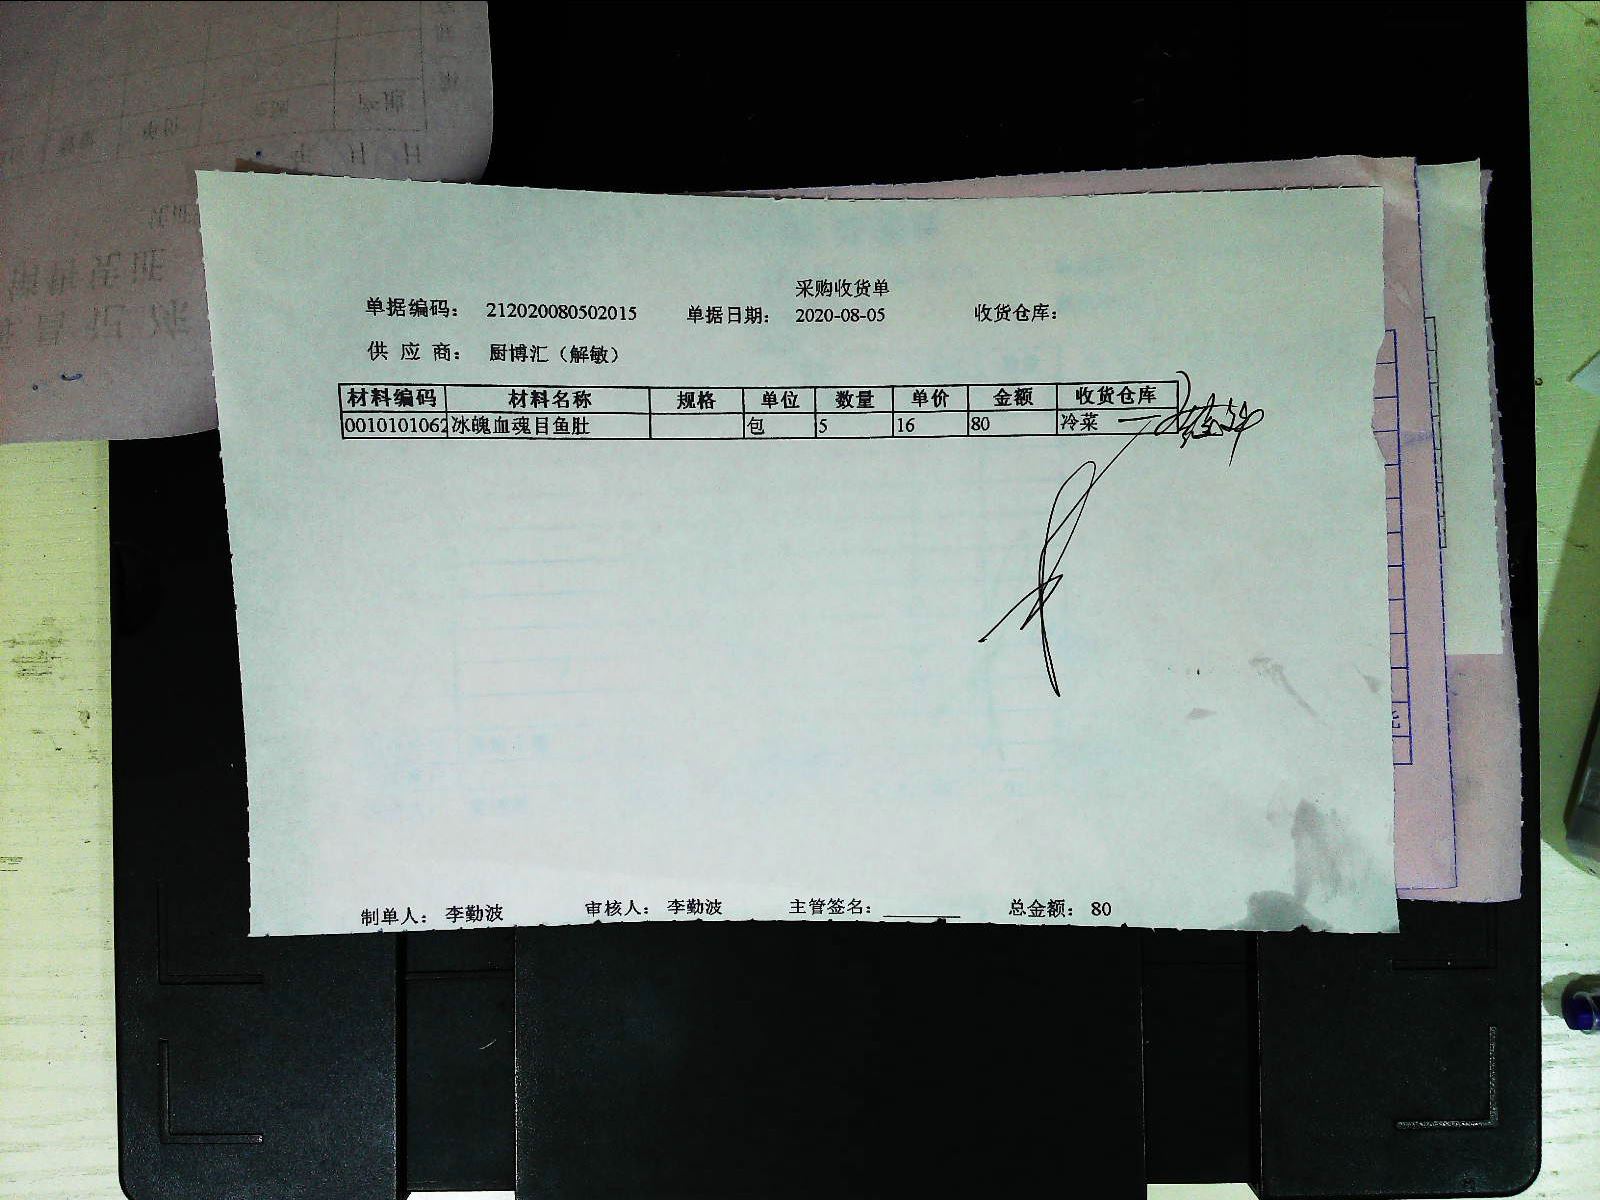 采购收货单
单据编码： 212020080502015 单据日期： 2020-08-05 收货仓库：
供 应 商： 厨博汇（解敏）
材料编码 材料名称 规格 单位 数量 单价 金额 收货仓库
0010101062 冰魄血魂目鱼肚 包 5 16 80 冷菜
制单人： 李勤波 审核人： 李勤波 主管签名： 总金额： 80